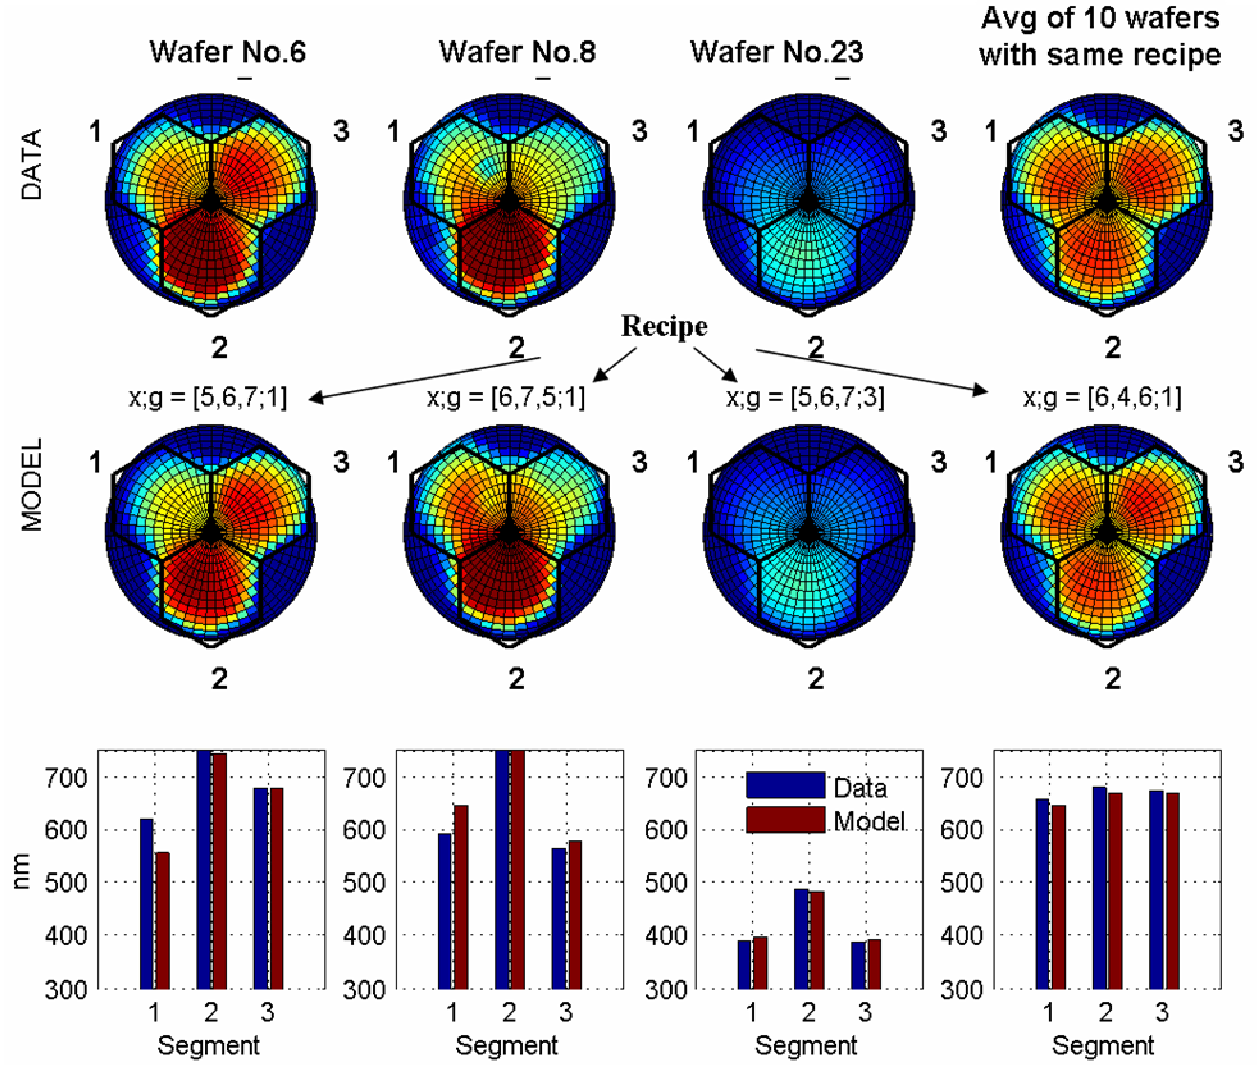 Wafer No.6
Wafer No.8
Wafer No.23
Avg of 10 wafers
with same recipe
DATA
1
3
2
1
3
2
1
3
2
1
3
2
Recipe
x;g = [5,6,7;1]
x;g = [6,7,5;1]
x;g = [5,6,7;3]
x;g = [6,4,6;1]
MODEL
1
3
2
1
3
2
1
3
2
1
3
2
nm
700
600
500
400
300
1 2 3
Segment
700
600
500
400
300
1 2 3
Segment
700
600
500
400
300
Data
Model
1 2 3
Segment
700
600
500
400
300
1 2 3
Segment